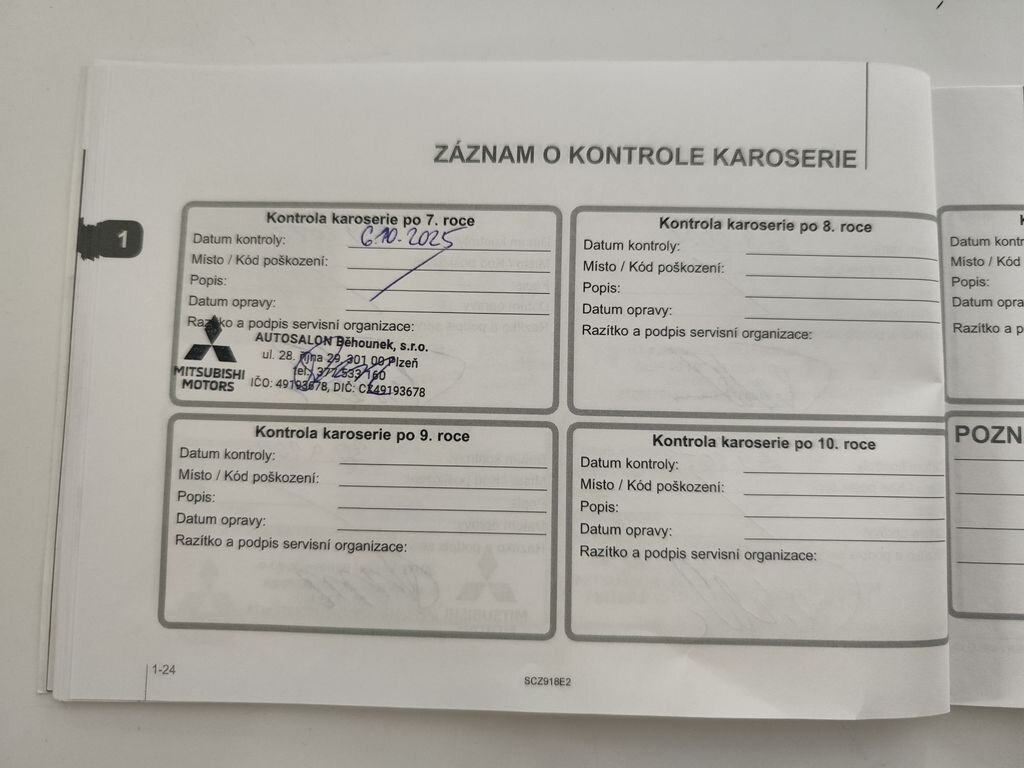 ZÁZNAM O KONTROLE KAROSERIE
1
Kontrola karoserie po 7. roce
Datum kontroly: 6.10.2025
Místo / Kód poškození:
Popis:
Datum opravy:
Razítko a podpis servisní organizace:
AUTOSALON Běhounek, s.r.o.
ul. 28. října 29, 301 00 Plzeň
tel.: 377 533 160
IČO: 49193678, DIČ: CZ49193678
MITSUBISHI
MOTORS
Kontrola karoserie po 8. roce
Datum kontroly:
Místo / Kód poškození:
Popis:
Datum opravy:
Razítko a podpis servisní organizace:
Kontrola karoserie po 9. roce
Datum kontroly:
Místo / Kód poškození:
Popis:
Datum opravy:
Razítko a podpis servisní organizace:
Kontrola karoserie po 10. roce
Datum kontroly:
Místo / Kód poškození:
Popis:
Datum opravy:
Razítko a podpis servisní organizace:
K
Datum kontr
Místo / Kód
Popis:
Datum opra
Razítko a p
POZN
1-24
SCZ918E2